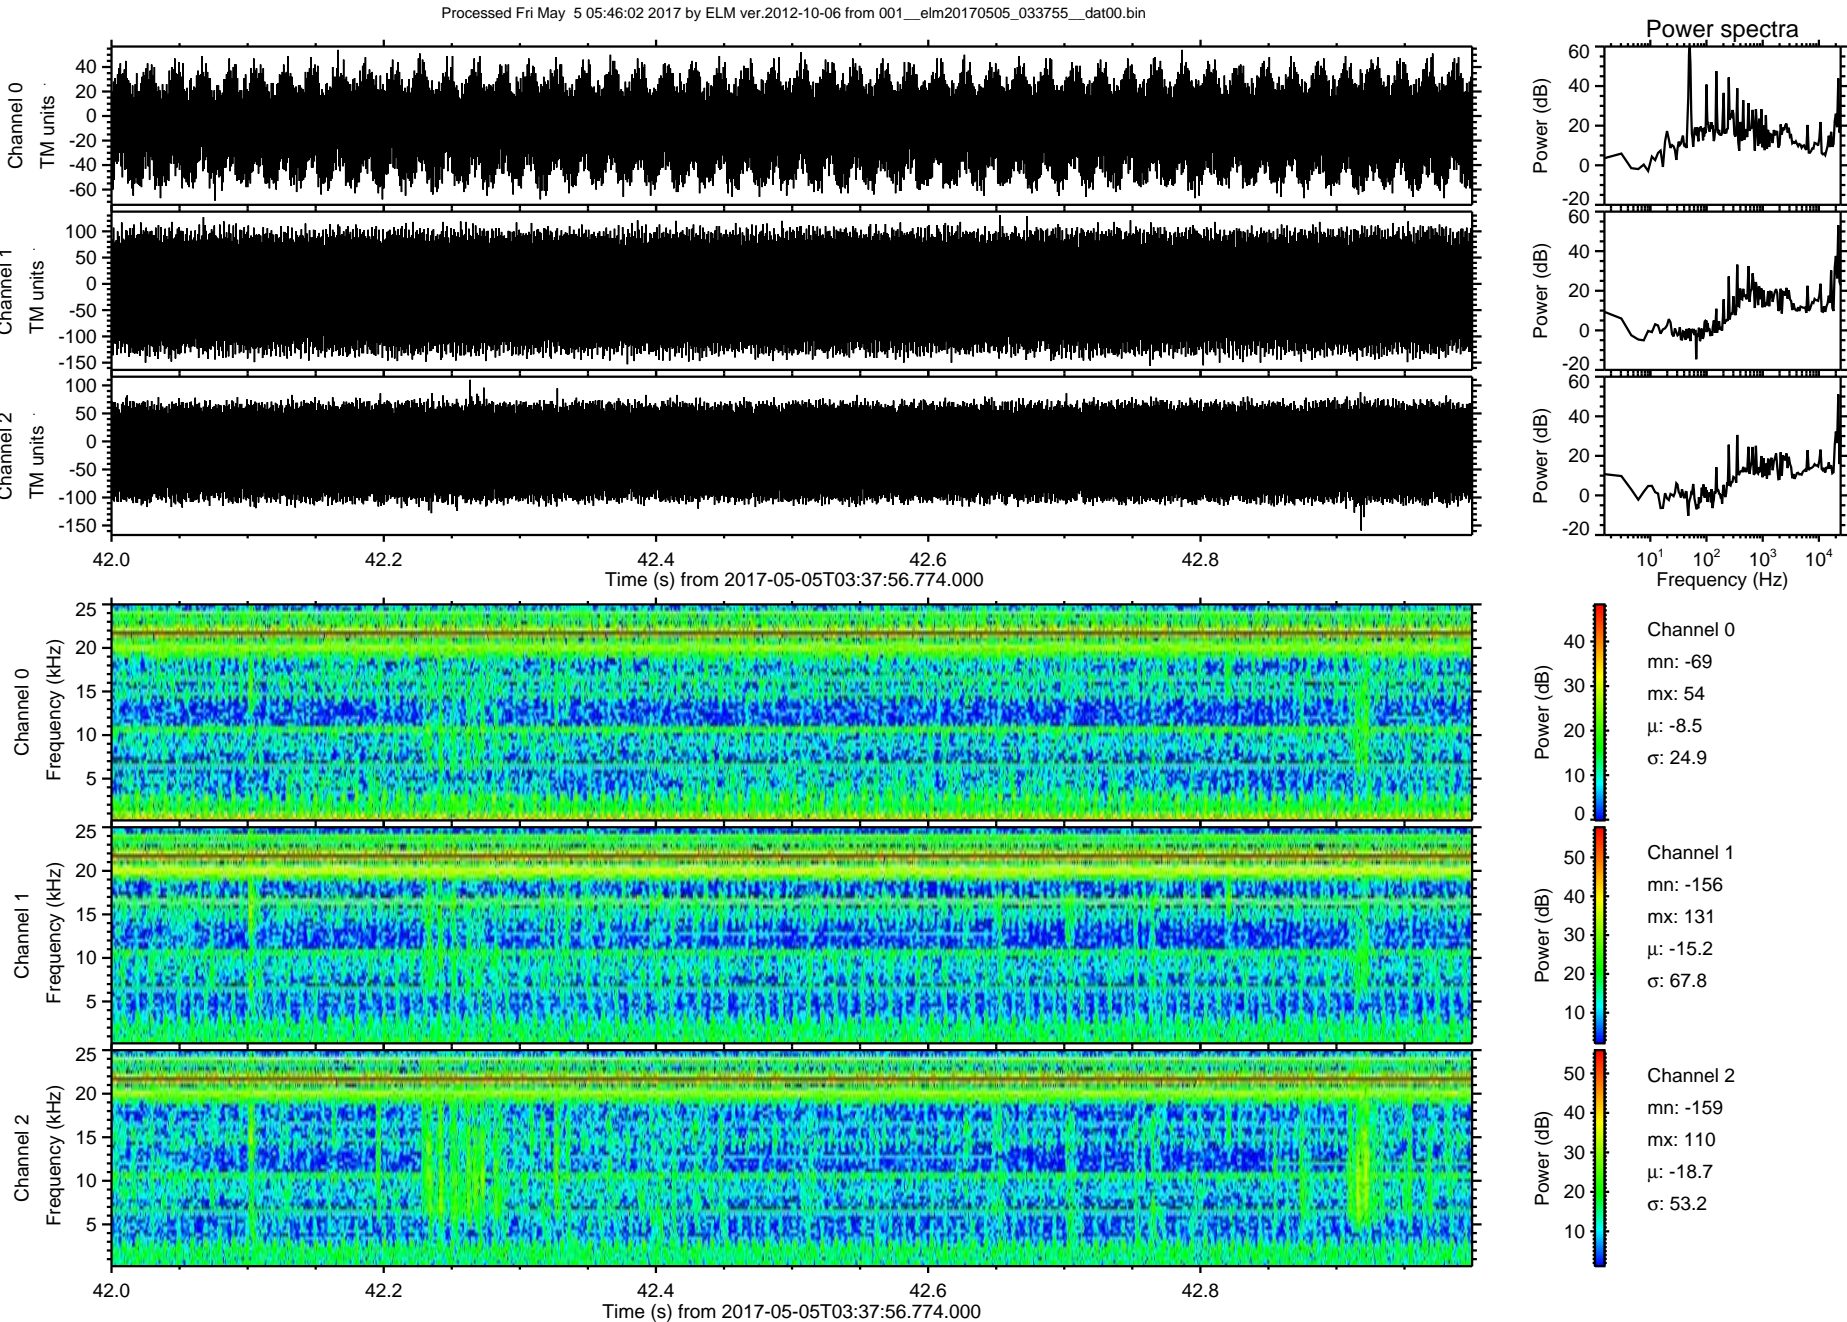 Processed Fri May  5 05:46:02 2017 by ELM ver.2012-10-06 from 001__elm20170505_033755__dat00.bin
Power spectra
Channel 0
TM units
40
20
0
-20
-40
-60
Power (dB)
60
40
20
0
-20
Channel 1
TM units
100
50
0
-50
-100
-150
Power (dB)
60
40
20
0
-20
Channel 2
TM units
100
50
0
-50
-100
-150
Power (dB)
60
40
20
0
-20
42.0 42.2 42.4 42.6 42.8
Time (s) from 2017-05-05T03:37:56.774.000
10^1 10^2 10^3 10^4
Frequency (Hz)
Channel 0
Frequency (kHz)
25
20
15
10
5
Power (dB)
40
30
20
10
0
Channel 0
mn: -69
mx: 54
μ: -8.5
σ: 24.9
Channel 1
Frequency (kHz)
25
20
15
10
5
Power (dB)
50
40
30
20
10
Channel 1
mn: -156
mx: 131
μ: -15.2
σ: 67.8
Channel 2
Frequency (kHz)
25
20
15
10
5
Power (dB)
50
40
30
20
10
Channel 2
mn: -159
mx: 110
μ: -18.7
σ: 53.2
42.0 42.2 42.4 42.6 42.8
Time (s) from 2017-05-05T03:37:56.774.000